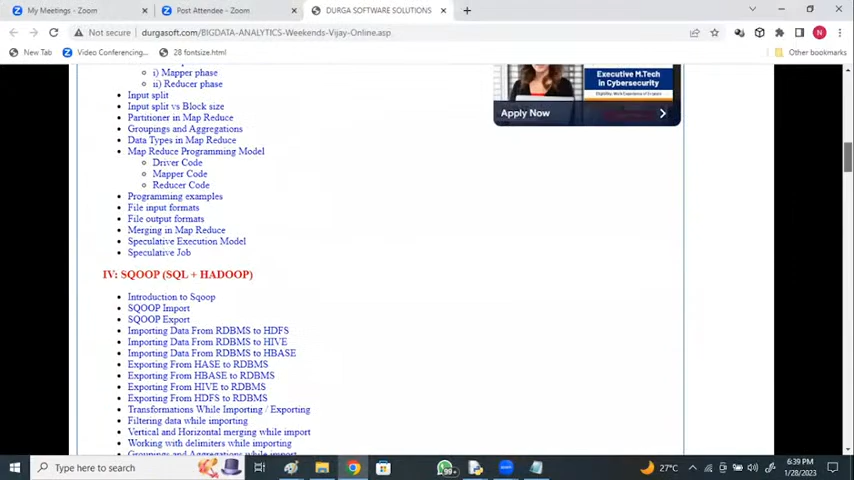 My Meetings - Zoom
Post Attendee - Zoom
DURGA SOFTWARE SOLUTIONS
Not secure
durgasoft.com/BIGDATA-ANALYTICS-Weekends-Vijay-Online.asp
N
New Tab
Video Conferencing...
28 fontsize.html
Other bookmarks
i) Mapper phase
ii) Reducer phase
Input split
Input split vs Block size
Partitioner in Map Reduce
Groupings and Aggregations
Data Types in Map Reduce
Map Reduce Programming Model
Driver Code
Mapper Code
Reducer Code
Programming examples
File input formats
File output formats
Merging in Map Reduce
Speculative Execution Model
Speculative Job
Executive M.Tech
in Cybersecurity
Apply Now
IV: SQOOP (SQL + HADOOP)
Introduction to Sqoop
SQOOP Import
SQOOP Export
Importing Data From RDBMS to HDFS
Importing Data From RDBMS to HIVE
Importing Data From RDBMS to HBASE
Exporting From HASE to RDBMS
Exporting From HBASE to RDBMS
Exporting From HIVE to RDBMS
Exporting From HDFS to RDBMS
Transformations While Importing / Exporting
Filtering data while importing
Vertical and Horizontal merging while import
Working with delimiters while importing
Groupings and Aggregations while import
Type here to search
99+
27°C
6:39 PM
1/28/2023